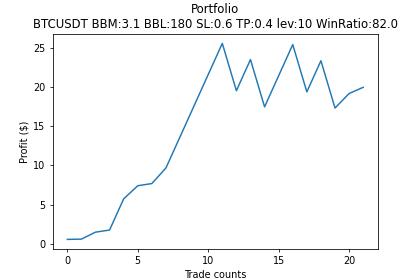 Portfolio
BTCUSDT BBM:3.1 BBL:180 SL:0.6 TP:0.4 lev:10 WinRatio:82.0
25
20
15
10
5
0
Profit ($)
0 5 10 15 20
Trade counts